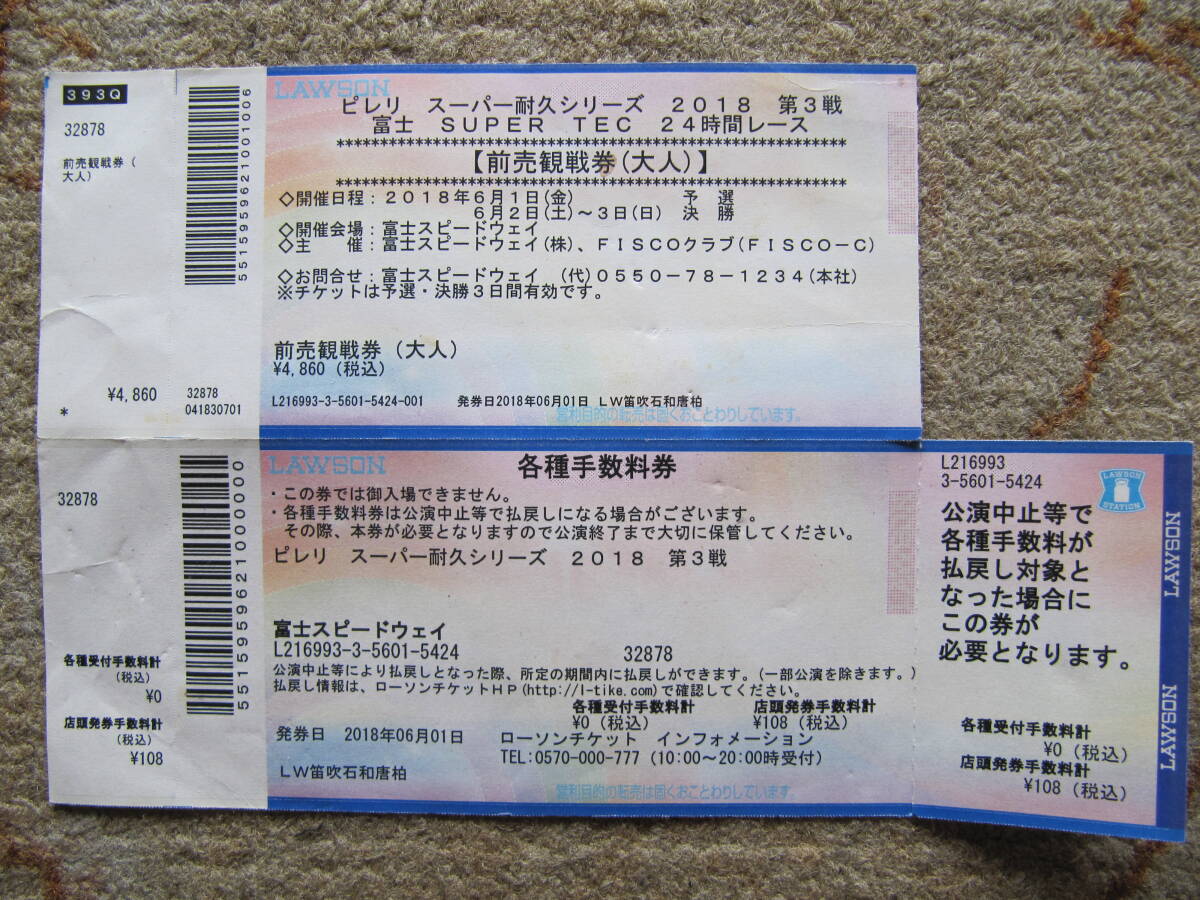 393Q
32878
前売観戦券(
大人)
¥4,860
*
32878
041830701
5515959621001006
LAWSON
ピレリ　スーパー耐久シリーズ　２０１８　第３戦
富士　ＳＵＰＥＲ　ＴＥＣ　２４時間レース
【前売観戦券(大人)】
◇開催日程：２０１８年６月１日(金)　予　選
６月２日(土)～３日(日)　決　勝
◇開催会場：富士スピードウェイ
◇主　　催：富士スピードウェイ(株)、ＦＩＳＣＯクラブ(ＦＩＳＣＯ－Ｃ)
◇お問合せ：富士スピードウェイ　(代)０５５０－７８－１２３４(本社)
※チケットは予選・決勝３日間有効です。
前売観戦券（大人）
¥4,860（税込）
L216993-3-5601-5424-001　発券日2018年06月01日 ＬＷ笛吹石和唐柏
営利目的の転売は固くおことわりしています。
32878
各種受付手数料計
(税込)
¥0
店頭発券手数料計
(税込)
¥108
5515959621000000
LAWSON
各種手数料券
・この券では御入場できません。
・各種手数料券は公演中止等で払戻しになる場合がございます。
その際、本券が必要となりますので公演終了まで大切に保管してください。
ピレリ　スーパー耐久シリーズ　２０１８　第３戦
富士スピードウェイ
L216993-3-5601-5424　32878
公演中止等により払戻しとなった際、所定の期間内に払戻しができます。(一部公演を除きます。)
払戻し情報は、ローソンチケットＨＰ(http://l-tike.com)で確認してください。
各種受付手数料計　店頭発券手数料計
¥0（税込）　¥108（税込）
発券日　2018年06月01日　ローソンチケット　インフォメーション
TEL:0570-000-777（10:00～20:00時受付）
ＬＷ笛吹石和唐柏
営利目的の転売は固くおことわりしています。
L216993
3-5601-5424
LAWSON
STATION
公演中止等で
各種手数料が
払戻し対象と
なった場合に
この券が
必要となります。
各種受付手数料計
¥0（税込）
店頭発券手数料計
¥108（税込）
LAWSON
LAWSON